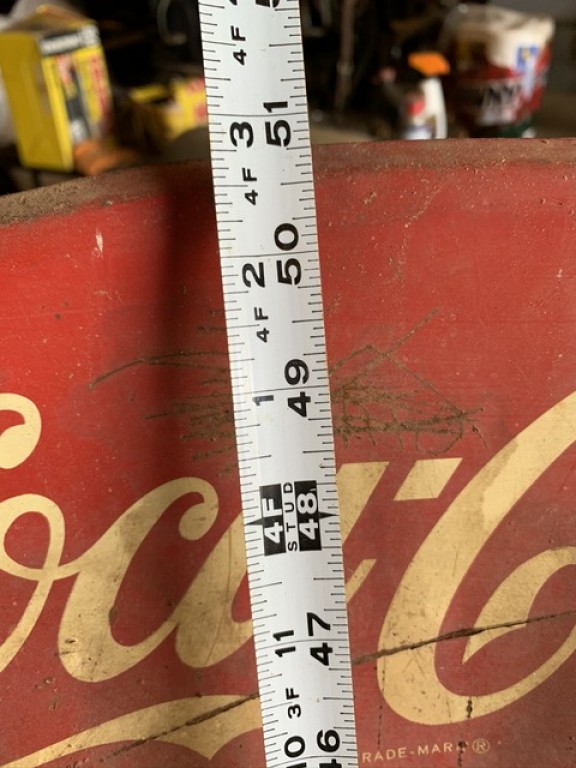 4F
3 51
4F
2 50
4F
1 49
4F STUD 48
11 47
3F
10 46
Coca-Co
RADE-MARK ®